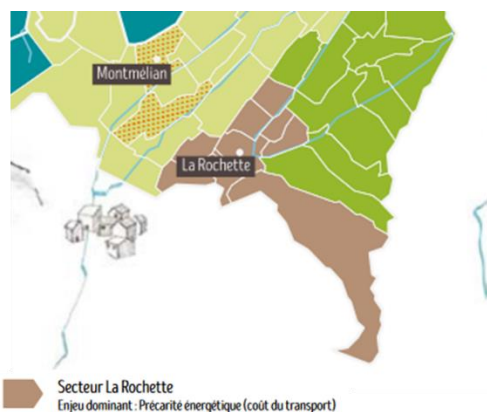 Montmélian
La Rochette
Secteur La Rochette
Enjeu dominant : Précarité énergétique (coût du transport)